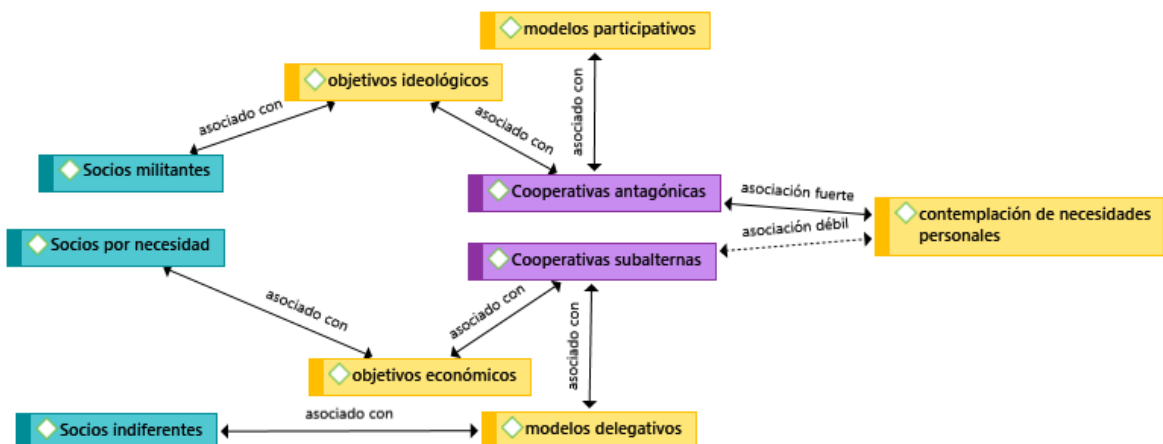 modelos participativos
objetivos ideológicos
asociado con
asociado con
asociado con
Socios militantes
Cooperativas antagónicas
asociación fuerte
contemplación de necesidades
personales
asociación débil
Socios por necesidad
Cooperativas subalternas
asociado con
asociado con
asociado con
objetivos económicos
asociado con
Socios indiferentes
modelos delegativos